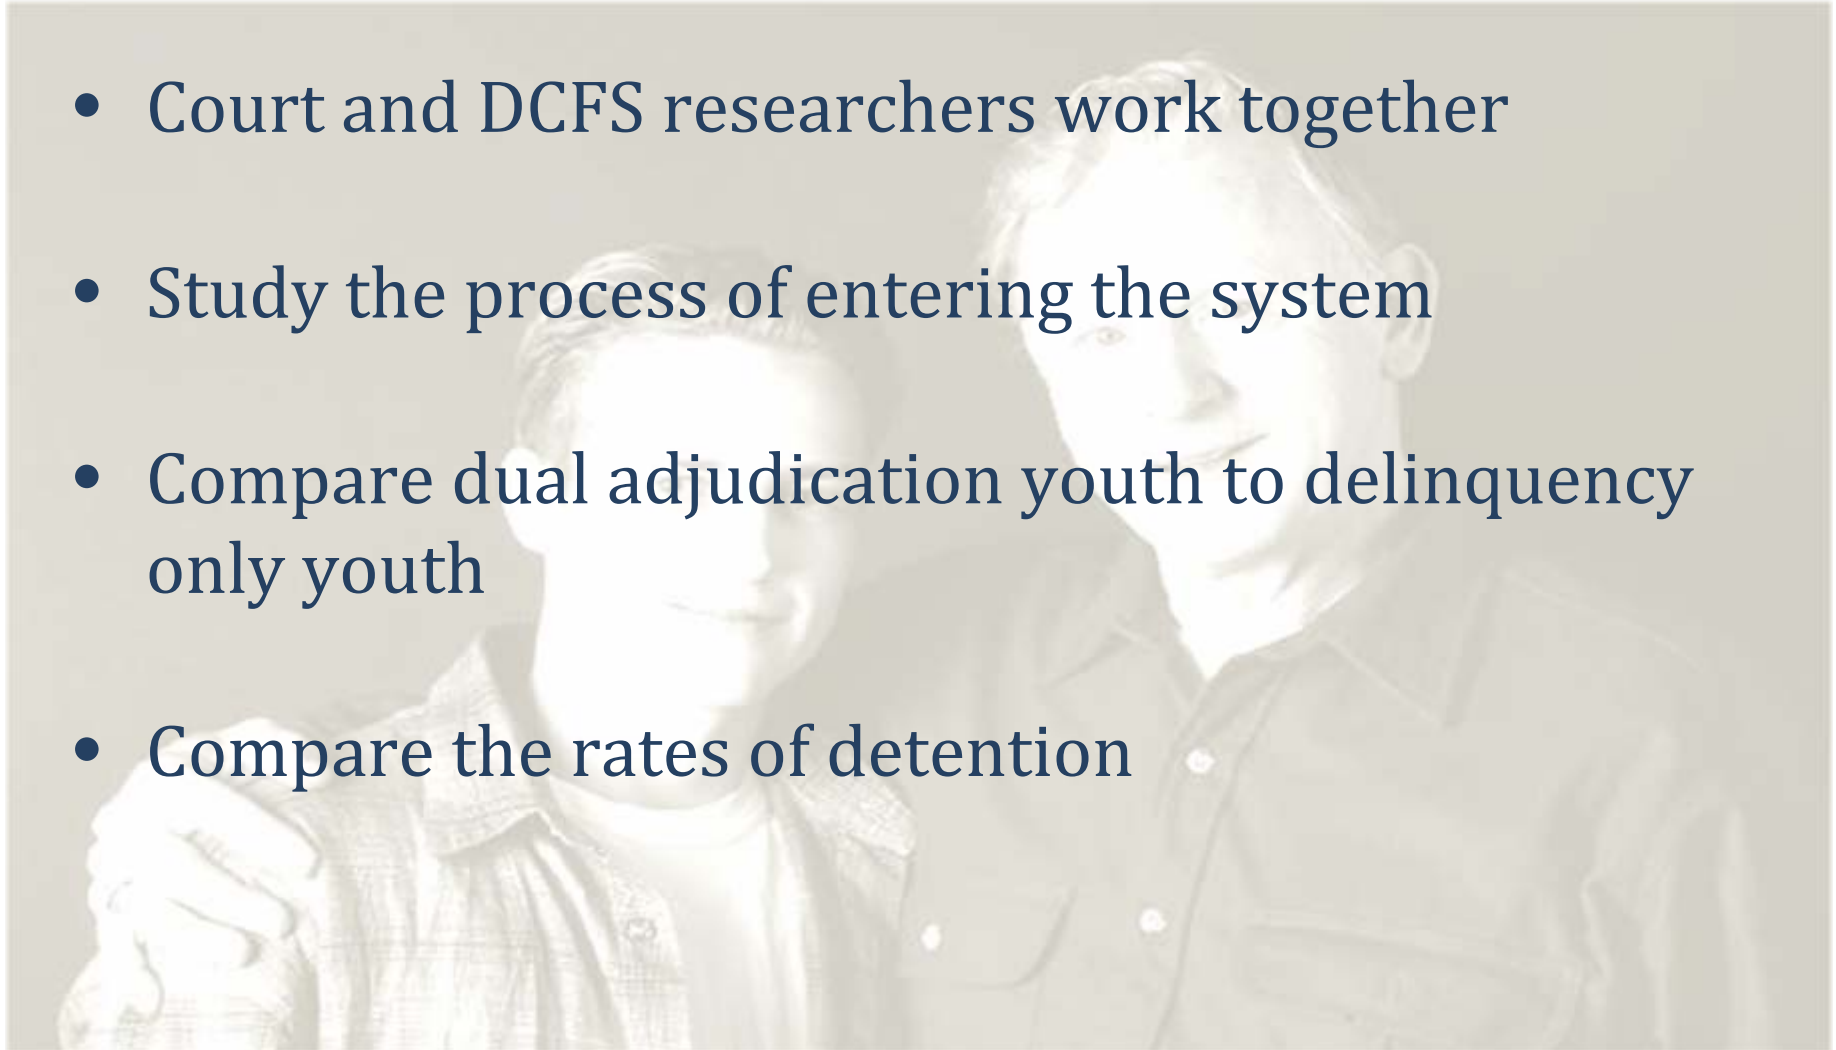 • Court and DCFS researchers work together
• Study the process of entering the system
• Compare dual adjudication youth to delinquency
only youth
• Compare the rates of detention